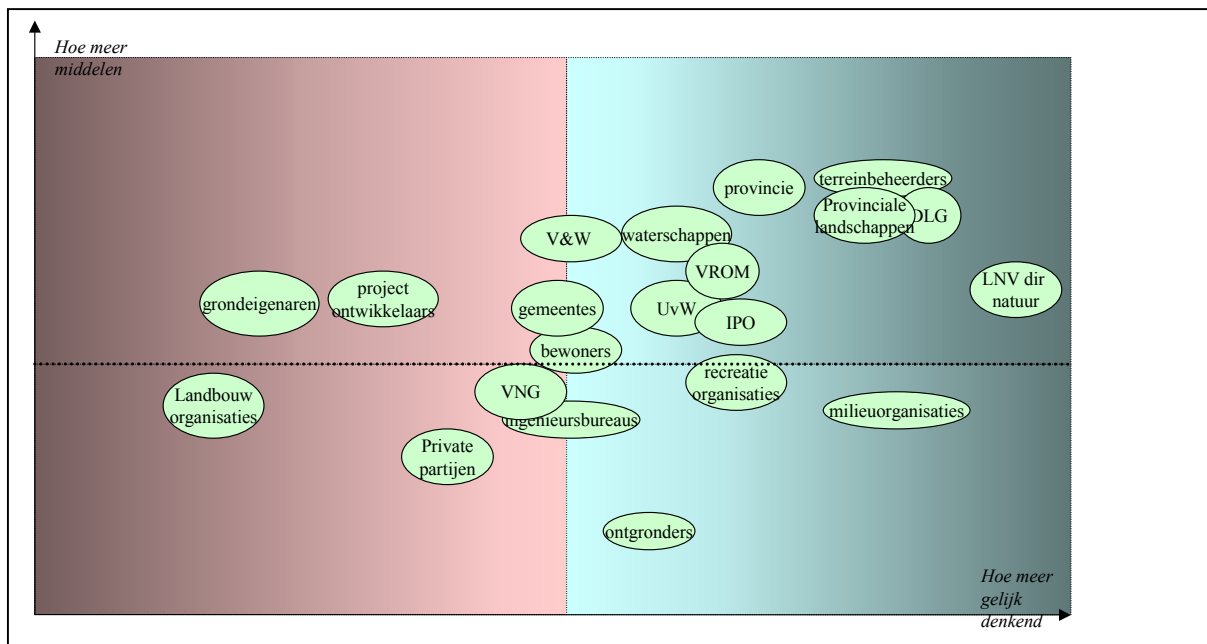 Hoe meer
middelen
provincie
terreinbeheerders
Provinciale
landschappen
DLG
V&W
waterschappen
VROM
LNV dir
natuur
grondeigenaren
project
ontwikkelaars
gemeentes
UvW
IPO
bewoners
recreatie
organisaties
Landbouw
organisaties
VNG
ingenieursbureaus
milieuorganisaties
Private
partijen
ontgronders
Hoe meer
gelijk
denkend